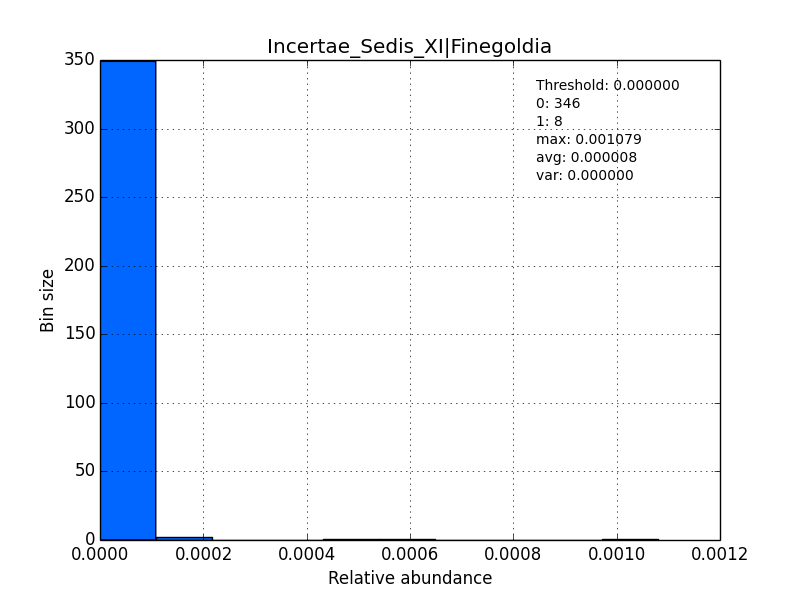 Incertae_Sedis_XI|Finegoldia
350
300
250
200
150
100
50
0
Bin size
Threshold: 0.000000
0: 346
1: 8
max: 0.001079
avg: 0.000008
var: 0.000000
0.0000 0.0002 0.0004 0.0006 0.0008 0.0010 0.0012
Relative abundance